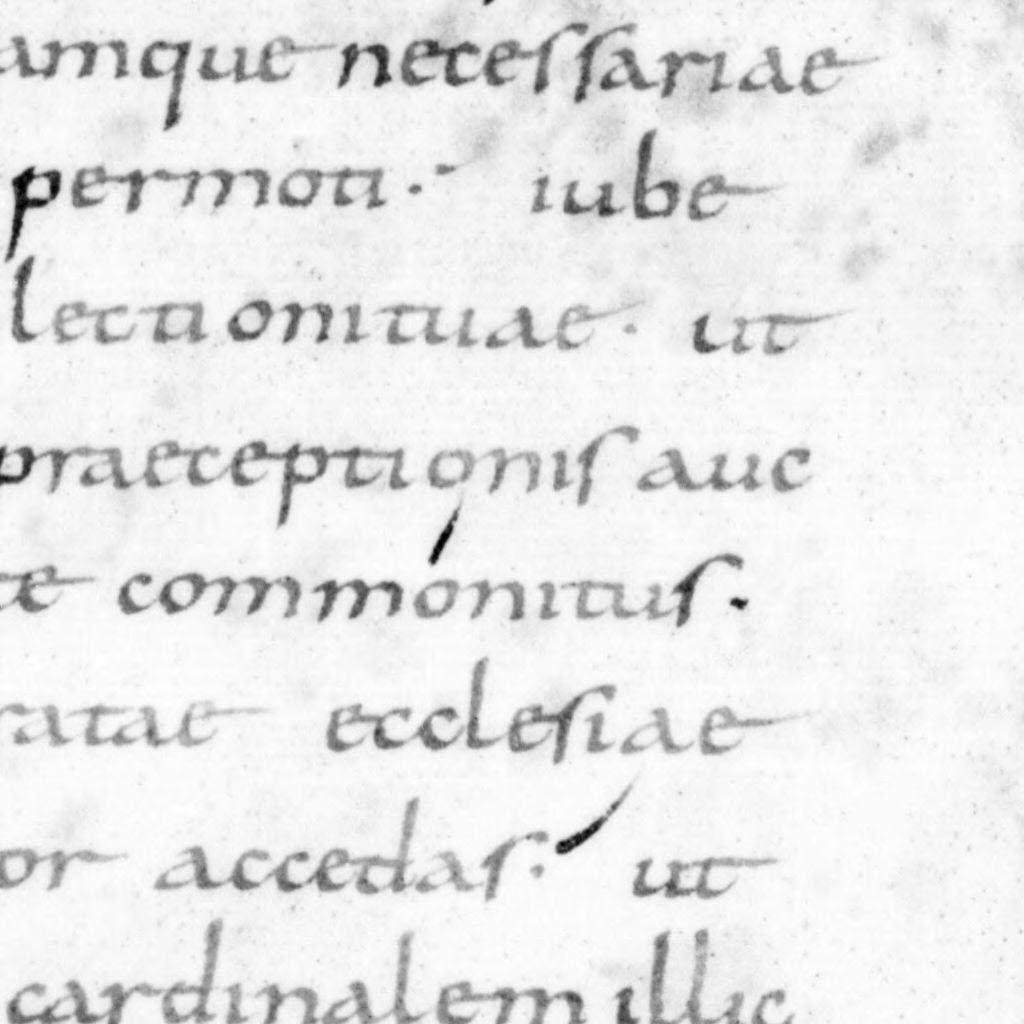 amque necessariae
permoti · iube
lectioni tuae · ut
praeceptionis auc
te commonitus.
ratae ecclesiae
or accedas · ut
cardinalem illic